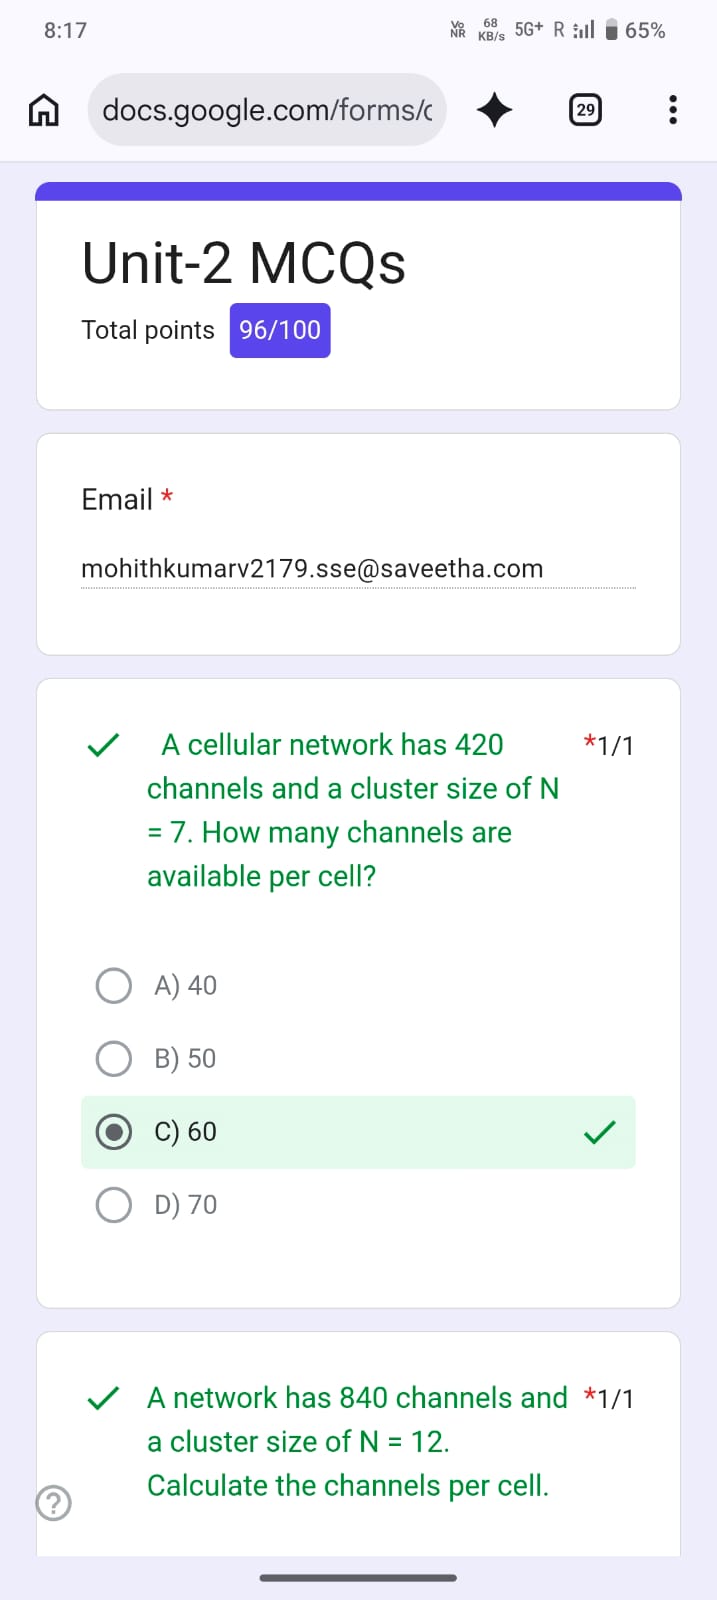 8:17
Vo NR 68 KB/s 5G+ R 65%
docs.google.com/forms/
29
Unit-2 MCQs
Total points 96/100
Email *
mohithkumarv2179.sse@saveetha.com
A cellular network has 420 *1/1
channels and a cluster size of N
= 7. How many channels are
available per cell?
A) 40
B) 50
C) 60
D) 70
A network has 840 channels and *1/1
a cluster size of N = 12.
Calculate the channels per cell.
?